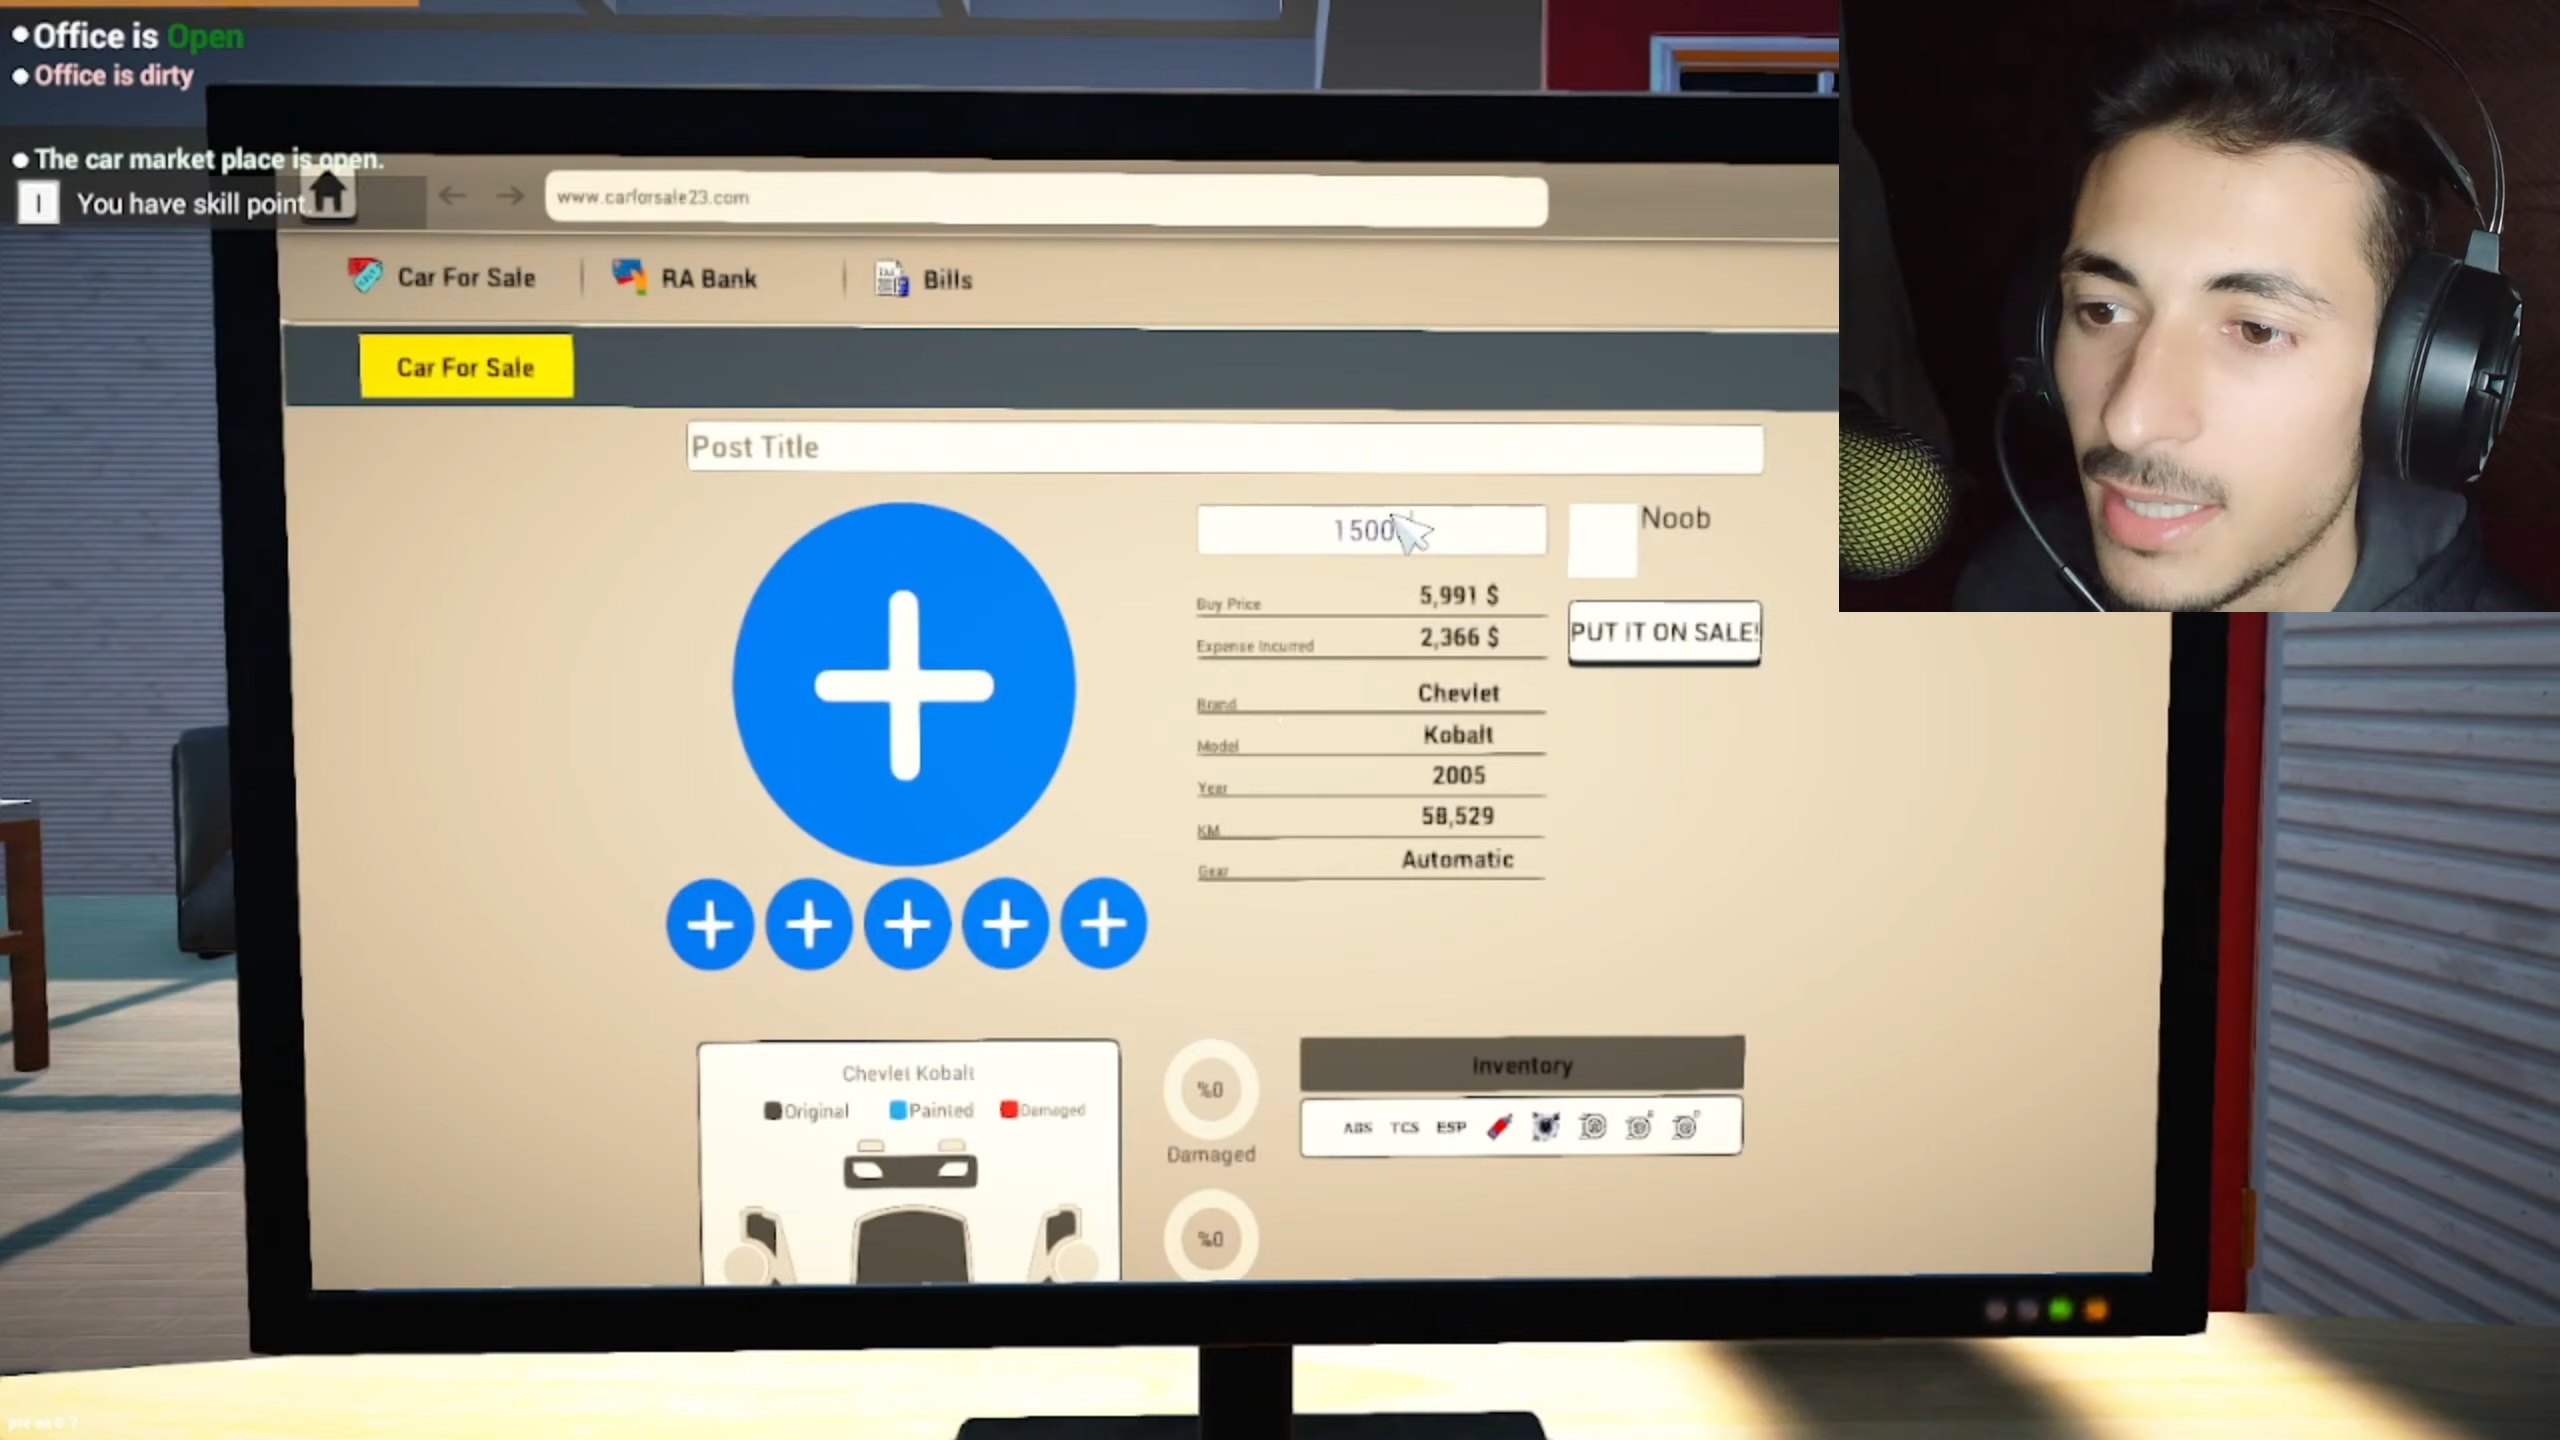 Office is Open
Office is dirty
The car market place is open.
I You have skill point.
www.carforsale23.com
Car For Sale
RA Bank
Bills
Car For Sale
Post Title
1500
Noob
Buy Price 5,991 $
PUT IT ON SALE!
Expense Incurred 2,366 $
Brand Chevlet
Model Kobalt
Year 2005
KM 58,529
Gear Automatic
Chevlet Kobalt
Original Painted Damaged
%0
Damaged
%0
inventory
ABS TCS ESP